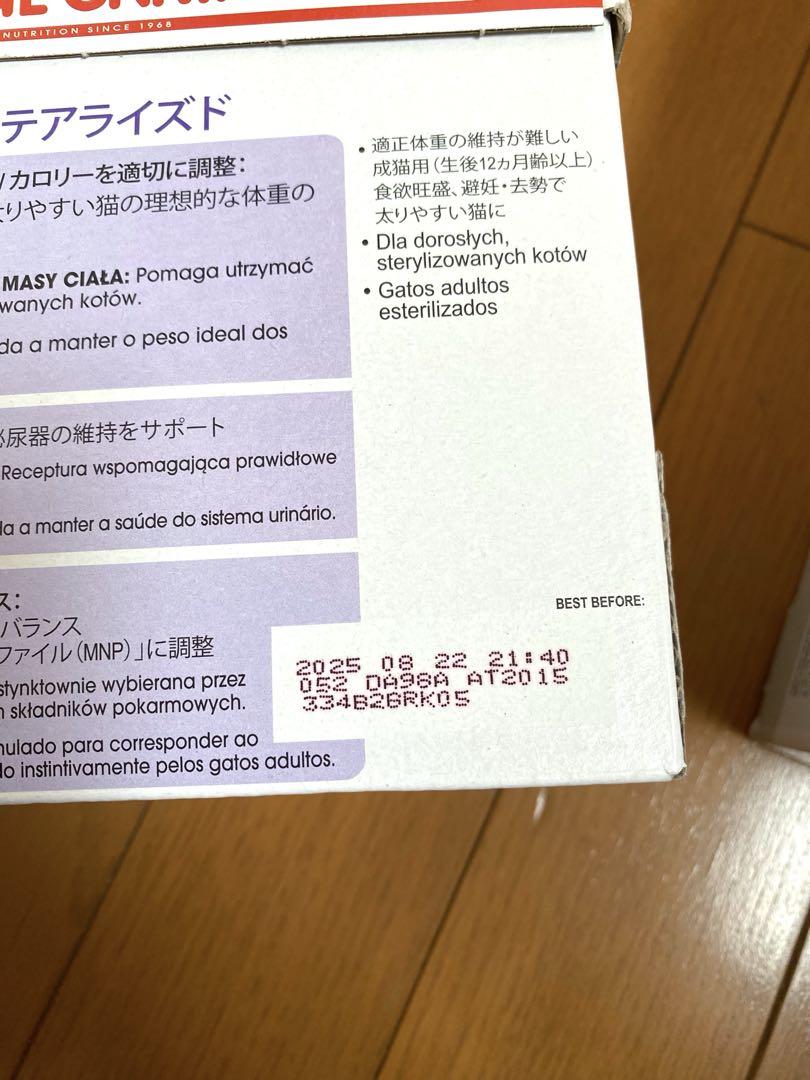 NUTRITION SINCE 1968
テアライズド
/カロリーを適切に調整：
りやすい猫の理想的な体重の
MASY CIAŁA: Pomaga utrzymać
wanych kotów.
da a manter o peso ideal dos
尿器の維持をサポート
Receptura wspomagająca prawidłowe
da a manter a saúde do sistema urinário.
ス：
バランス
ファイル（MNP）」に調整
stynktownie wybierana przez
składników pokarmowych.
mulado para corresponder ao
do instintivamente pelos gatos adultos.
• 適正体重の維持が難しい
成猫用（生後12ヵ月齢以上）
食欲旺盛、避妊・去勢で
太りやすい猫に
• Dla dorosłych,
sterylizowanych kotów
• Gatos adultos
esterilizados
BEST BEFORE:
2025 08 22 21:40
052 DA98A AT2015
334B2BRK05